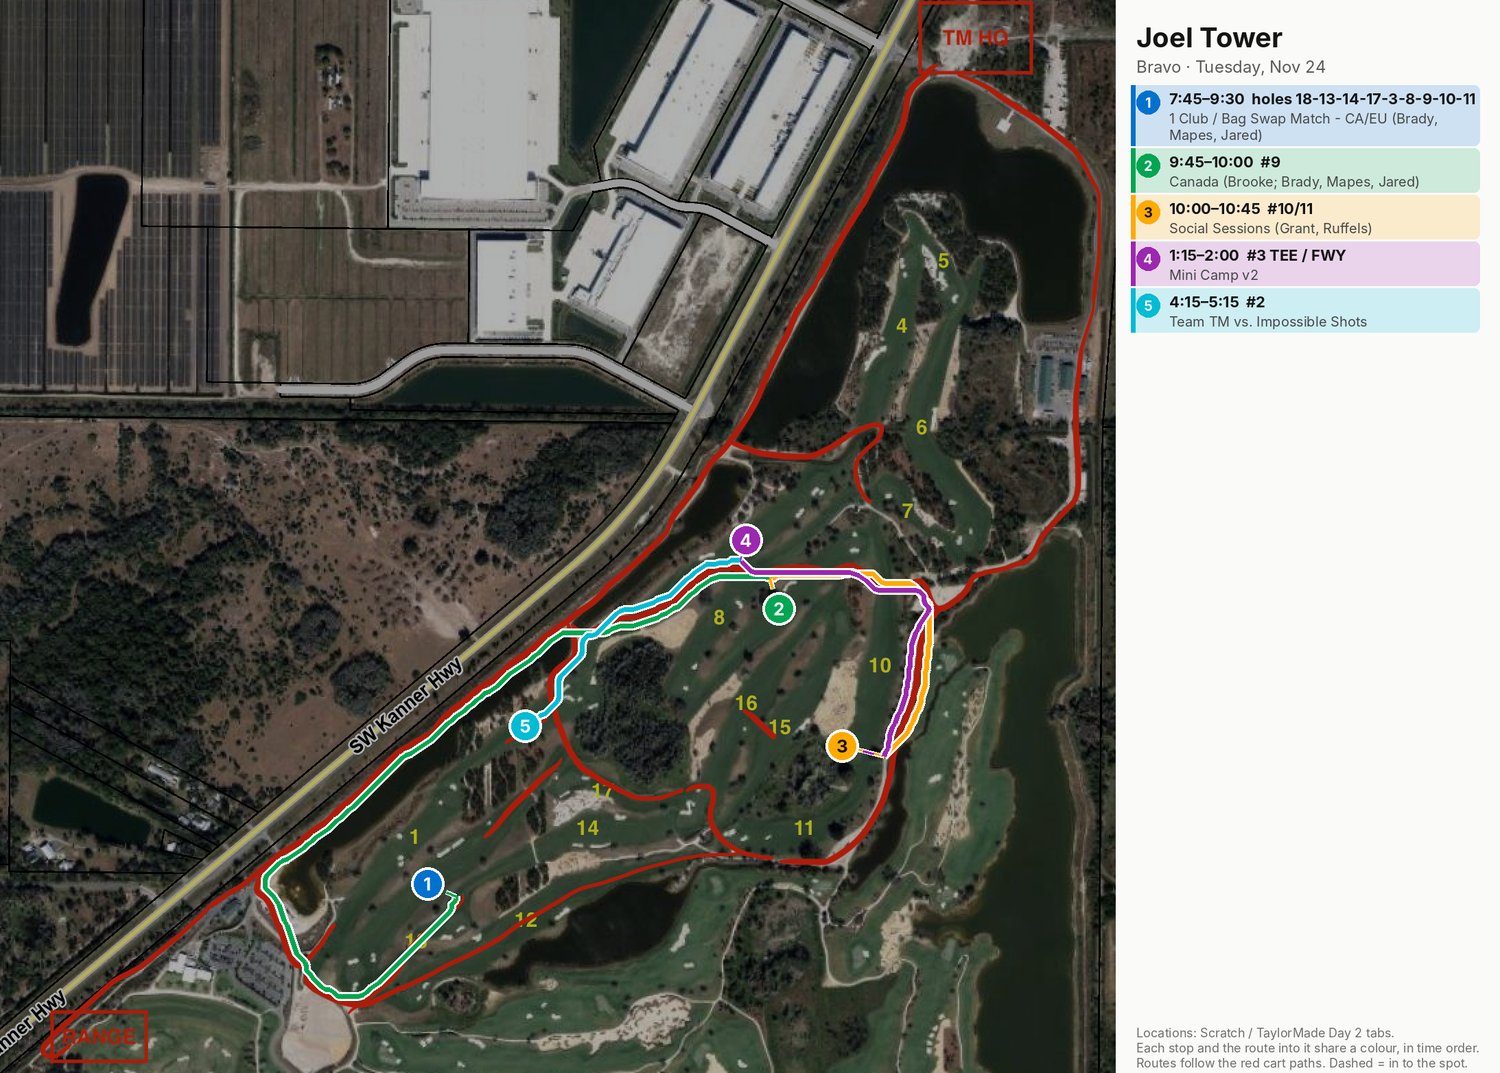 Joel Tower
Bravo · Tuesday, Nov 24
1
7:45–9:30 holes 18-13-14-17-3-8-9-10-11
1 Club / Bag Swap Match - CA/EU (Brady,
Mapes, Jared)
2
9:45–10:00 #9
Canada (Brooke; Brady, Mapes, Jared)
3
10:00–10:45 #10/11
Social Sessions (Grant, Ruffels)
4
1:15–2:00 #3 TEE / FWY
Mini Camp v2
5
4:15–5:15 #2
Team TM vs. Impossible Shots
TM HQ
5
4
6
7
4
2
8
10
16
15
5
3
SW Kanner Hwy
17
14
11
1
1
12
nner Hwy
RANGE
Locations: Scratch / TaylorMade Day 2 tabs.
Each stop and the route into it share a colour, in time order.
Routes follow the red cart paths. Dashed = in to the spot.